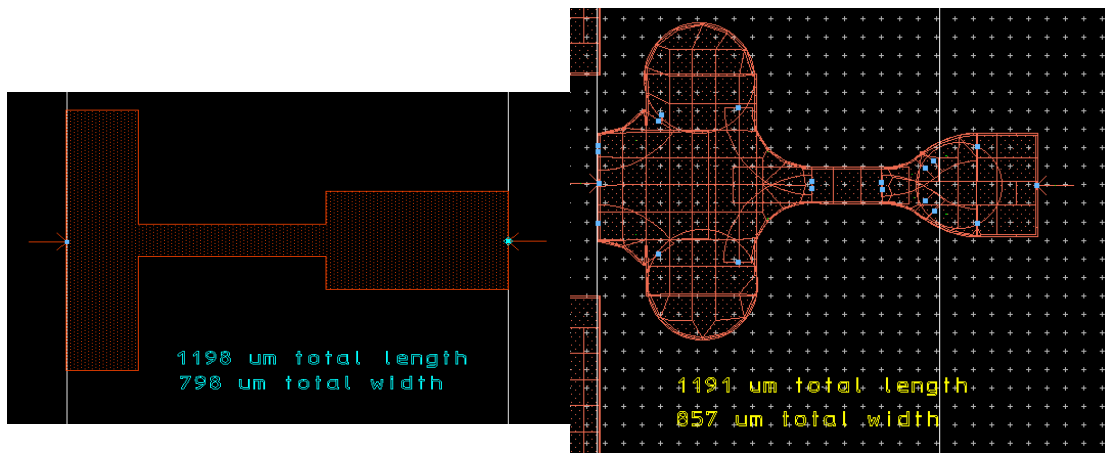 1198 um total length
798 um total width
1191 um total length
857 um total width